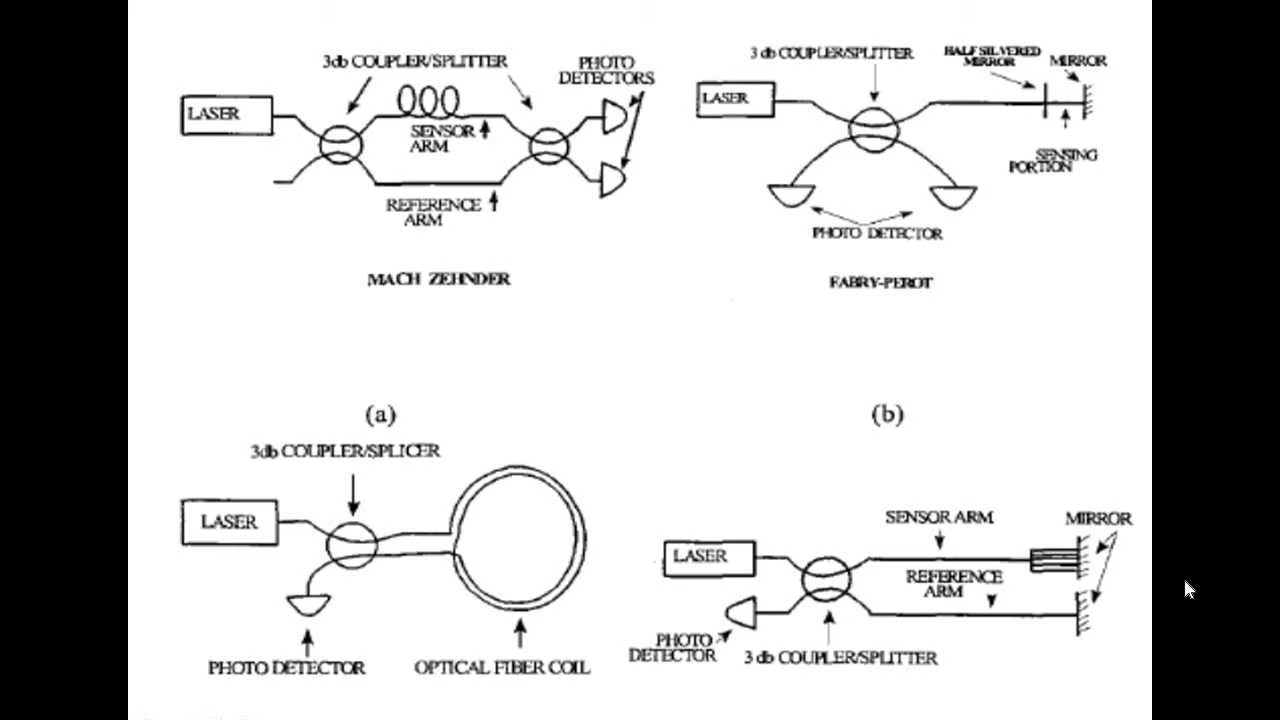 3db COUPLER/SPLITTER
PHOTO
DETECTORS
LASER
SENSOR
ARM
REFERENCE
ARM
MACH ZEHNDER
3 db COUPLER/SPLITTER
HALF SILVERED
MIRROR
MIRROR
LASER
SENSING
PORTION
PHOTO DETECTOR
FABRY-PEROT
(a)
(b)
3db COUPLER/SPLICER
LASER
PHOTO DETECTOR
OPTICAL FIBER COIL
SENSOR ARM
MIRROR
LASER
REFERENCE
ARM
PHOTO
DETECTOR
3 db COUPLER/SPLITTER